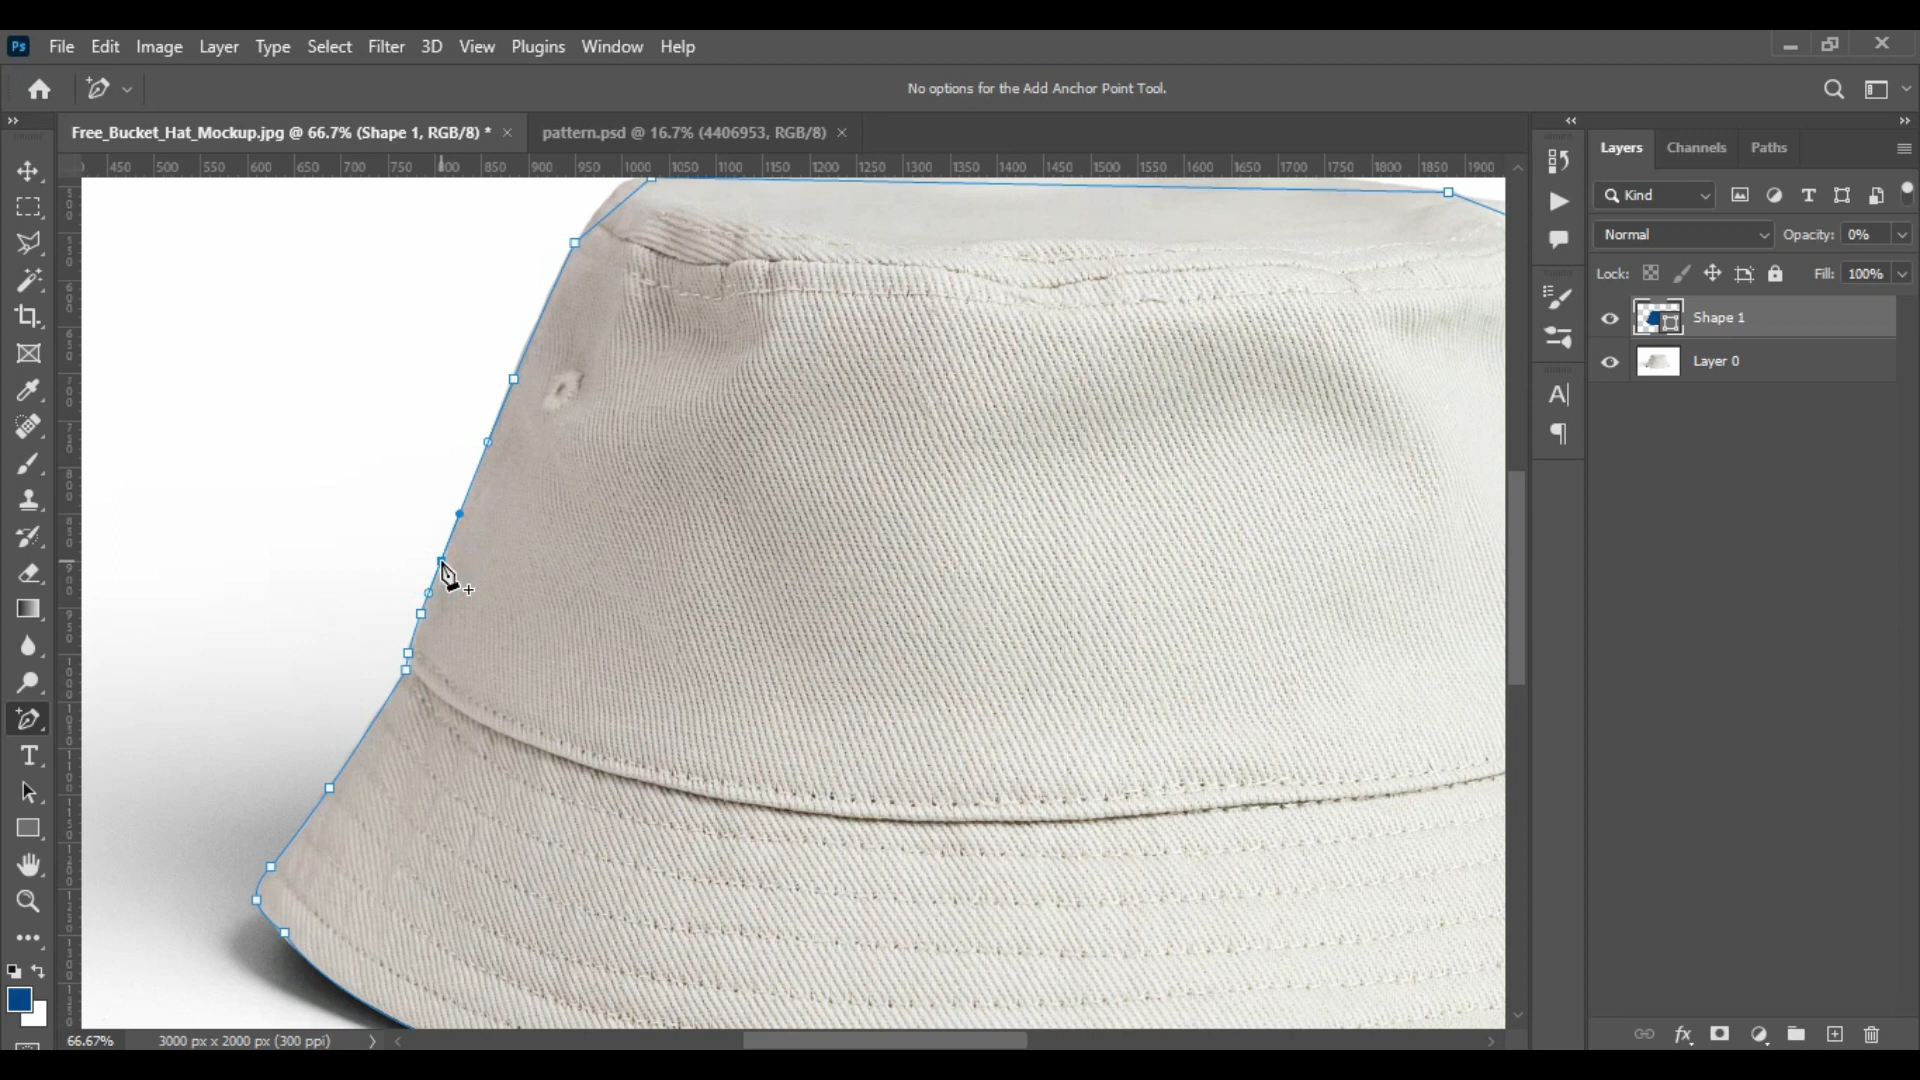 Ps File Edit Image Layer Type Select Filter 3D View Plugins Window Help
No options for the Add Anchor Point Tool.
Free_Bucket_Hat_Mockup.jpg @ 66.7% (Shape 1, RGB/8) * × pattern.psd @ 16.7% (4406953, RGB/8) ×
450 500 550 600 650 700 750 800 850 900 950 1000 1050 1100 1150 1200 1250 1300 1350 1400 1450 1500 1550 1600 1650 1700 1750 1800 1850 1900
Layers Channels Paths
Kind
Normal Opacity: 0%
Lock: Fill: 100%
Shape 1
Layer 0
66.67% 3000 px x 2000 px (300 ppi)